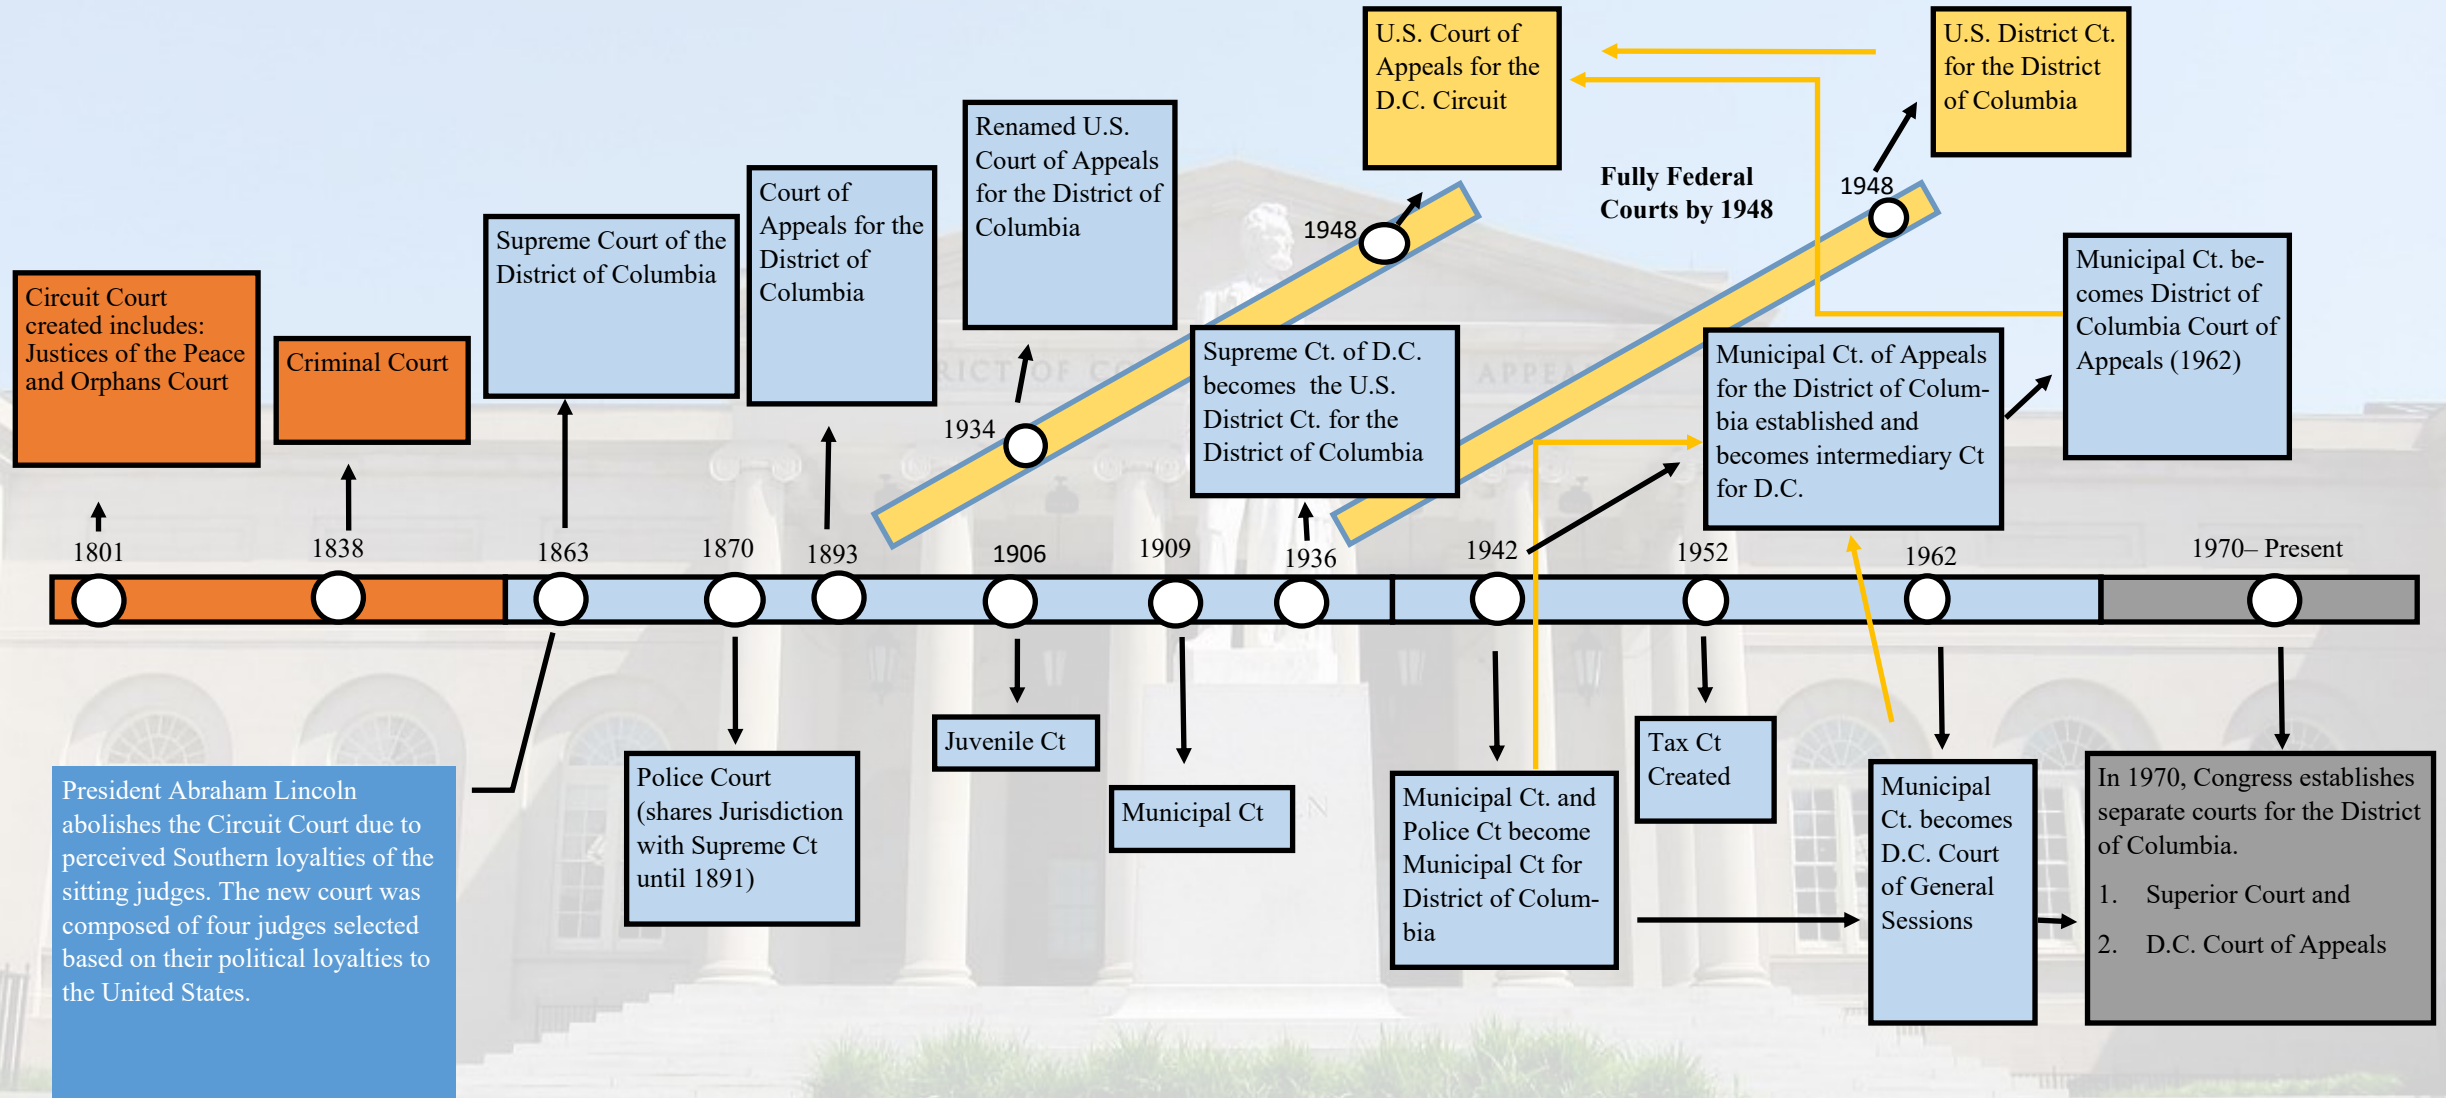 Circuit Court
created includes:
Justices of the Peace
and Orphans Court
Criminal Court
Supreme Court of the
District of Columbia
Court of
Appeals for the
District of
Columbia
Renamed U.S.
Court of Appeals
for the District of
Columbia
U.S. Court of
Appeals for the
D.C. Circuit
U.S. District Ct.
for the District
of Columbia
Fully Federal
Courts by 1948
1934
1948
1948
Supreme Ct. of D.C.
becomes  the U.S.
District Ct. for the
District of Columbia
Municipal Ct. of Appeals
for the District of Colum-
bia established and
becomes intermediary Ct
for D.C.
Municipal Ct. be-
comes District of
Columbia Court of
Appeals (1962)
1801
1838
1863
1870
1893
1906
1909
1936
1942
1952
1962
1970– Present
President Abraham Lincoln
abolishes the Circuit Court due to
perceived Southern loyalties of the
sitting judges. The new court was
composed of four judges selected
based on their political loyalties to
the United States.
Police Court
(shares Jurisdiction
with Supreme Ct
until 1891)
Juvenile Ct
Municipal Ct
Municipal Ct. and
Police Ct become
Municipal Ct for
District of Colum-
bia
Tax Ct
Created
Municipal
Ct. becomes
D.C. Court
of General
Sessions
In 1970, Congress establishes
separate courts for the District
of Columbia.
1. Superior Court and
2. D.C. Court of Appeals